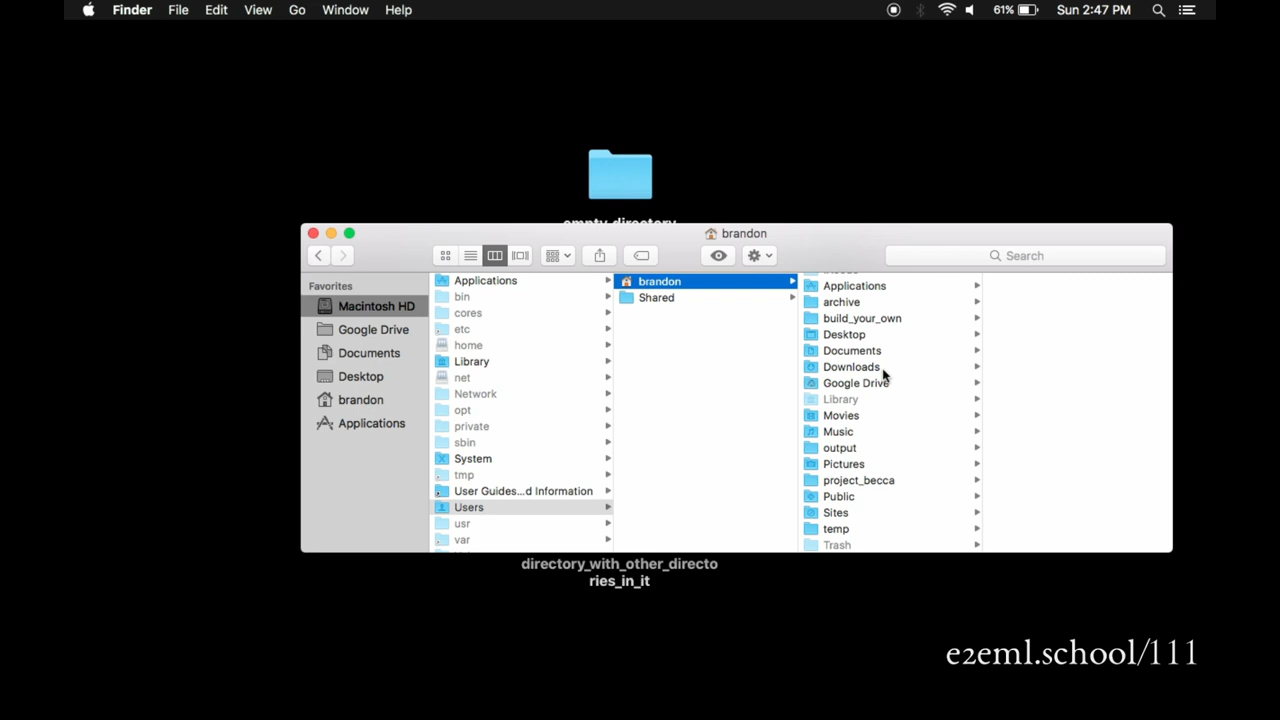 Finder File Edit View Go Window Help 61% Sun 2:47 PM
empty_directory
brandon
Search
Favorites
Macintosh HD
Google Drive
Documents
Desktop
brandon
Applications
Applications
bin
cores
etc
home
Library
net
Network
opt
private
sbin
System
tmp
User Guides...d Information
Users
usr
var
brandon
Shared
Applications
archive
build_your_own
Desktop
Documents
Downloads
Google Drive
Library
Movies
Music
output
Pictures
project_becca
Public
Sites
temp
Trash
directory_with_other_directo
ries_in_it
e2eml.school/111